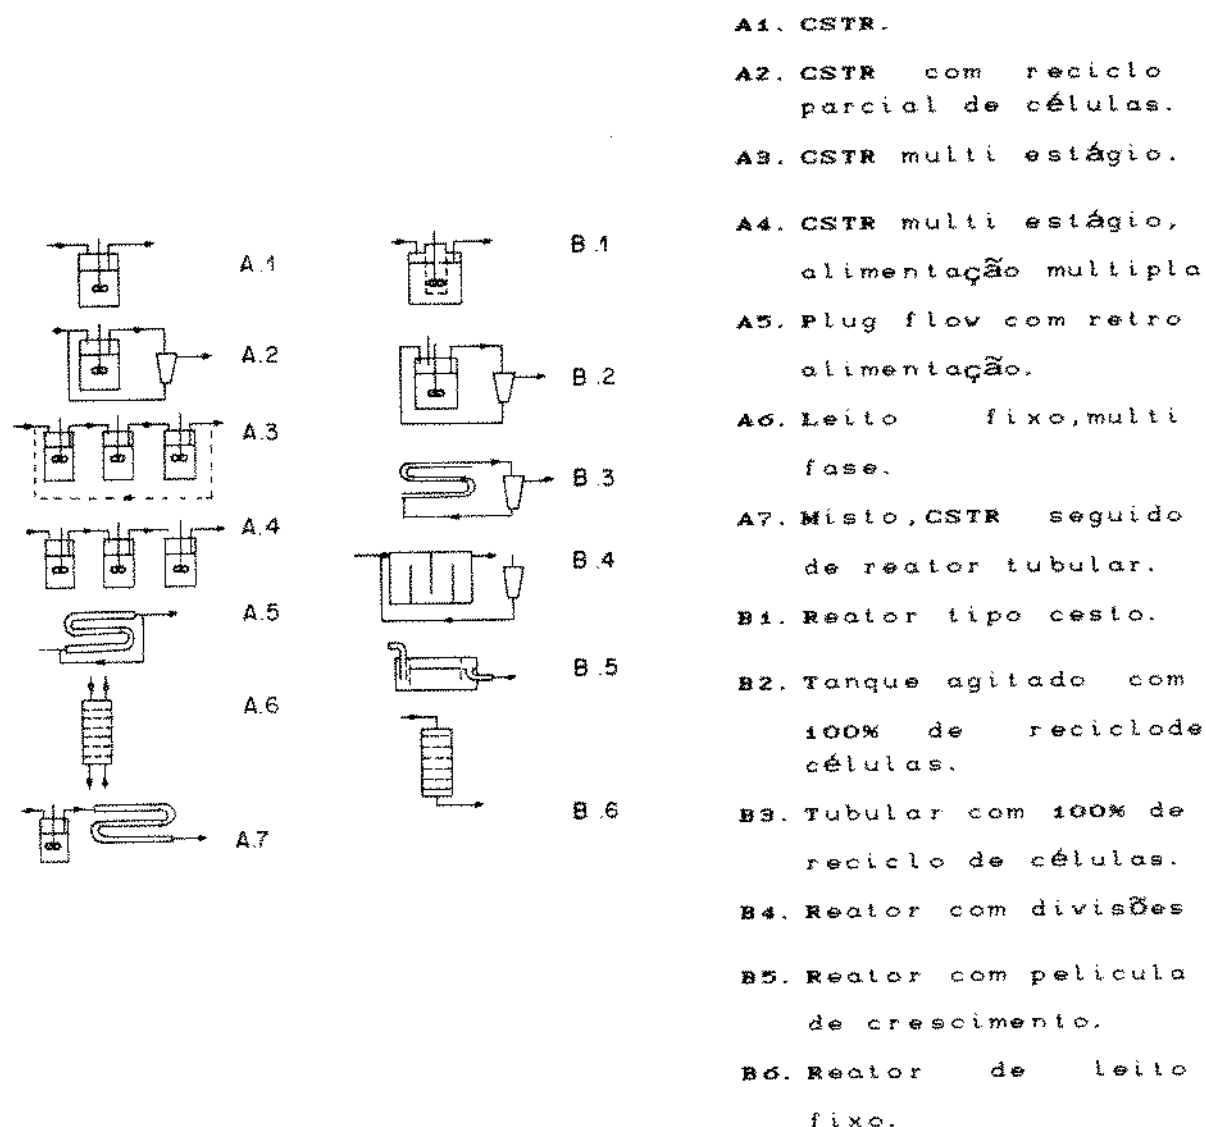 A.1
A.2
A.3
A.4
A.5
A.6
A.7
B.1
B.2
B.3
B.4
B.5
B.6
A1. CSTR.
A2. CSTR com reciclo
parcial de células.
A3. CSTR multi estágio.
A4. CSTR multi estágio,
alimentação multipla
A5. Plug flow com retro
alimentação.
A6. Leito fixo,multi
fase.
A7. Misto,CSTR seguido
de reator tubular.
B1. Reator tipo cesto.
B2. Tanque agitado com
100% de reciclode
células.
B3. Tubular com 100% de
reciclo de células.
B4. Reator com divisões
B5. Reator com pelicula
de crescimento.
B6. Reator de leito
fixo.